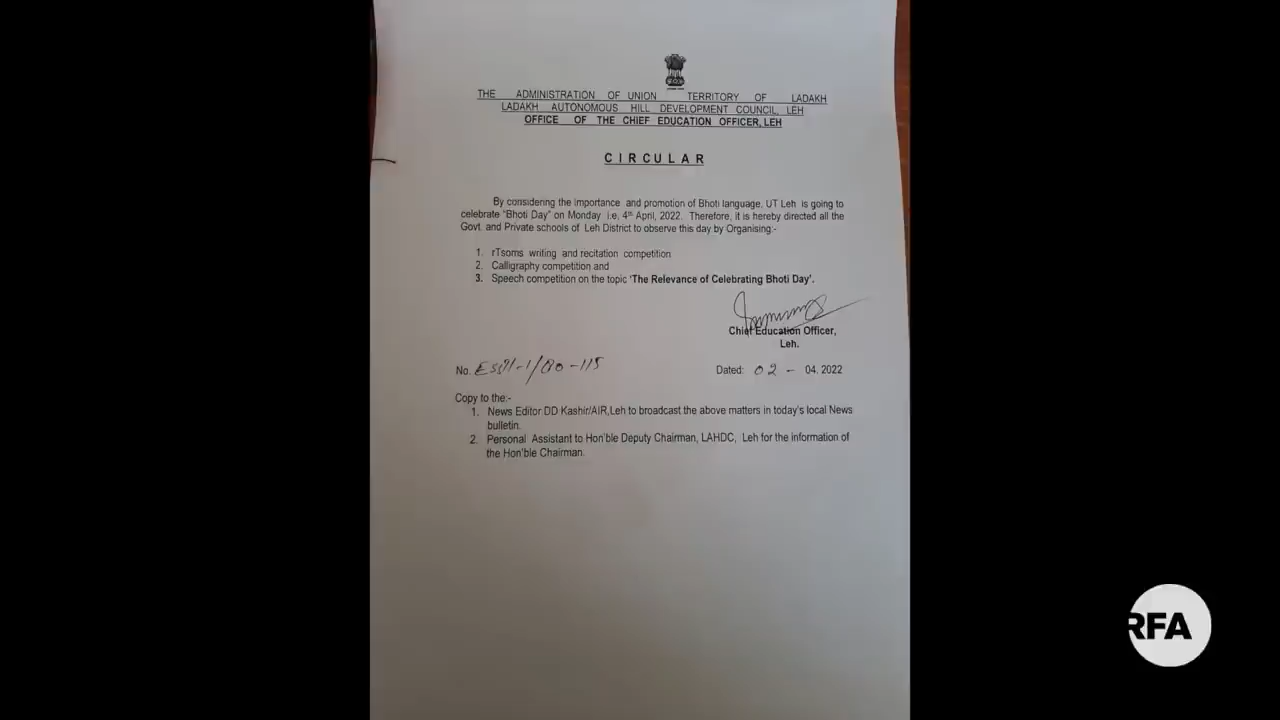 THE ADMINISTRATION OF UNION TERRITORY OF LADAKH
LADAKH AUTONOMOUS HILL DEVELOPMENT COUNCIL, LEH
OFFICE OF THE CHIEF EDUCATION OFFICER, LEH
CIRCULAR
By considering the Importance and promotion of Bhoti language, UT Leh is going to
celebrate "Bhoti Day" on Monday i.e, 4th April, 2022. Therefore, it is hereby directed all the
Govt. and Private schools of Leh District to observe this day by Organising:-
1. rTsoms writing and recitation competition
2. Calligraphy competition and
3. Speech competition on the topic 'The Relevance of Celebrating Bhoti Day'.
Chief Education Officer,
Leh.
No.
Dated: 02 - 04. 2022
Copy to the:-
1. News Editor DD Kashir/AIR,Leh to broadcast the above matters in today's local News
bulletin.
2. Personal Assistant to Hon'ble Deputy Chairman, LAHDC, Leh for the information of
the Hon'ble Chairman.
RFA